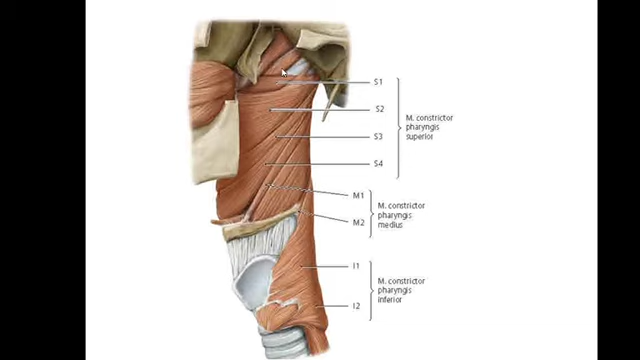 S1
S2
S3
S4
M. constrictor
pharyngis
superior
M1
M2
M. constrictor
pharyngis
medius
I1
I2
M. constrictor
pharyngis
inferior